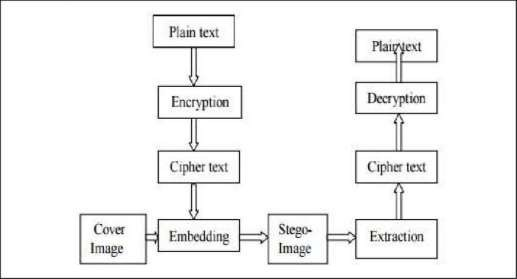 Plain text
Plain text
Encryption
Decryption
Cipher text
Cipher text
Cover
Image
Embedding
Stego-
Image
Extraction